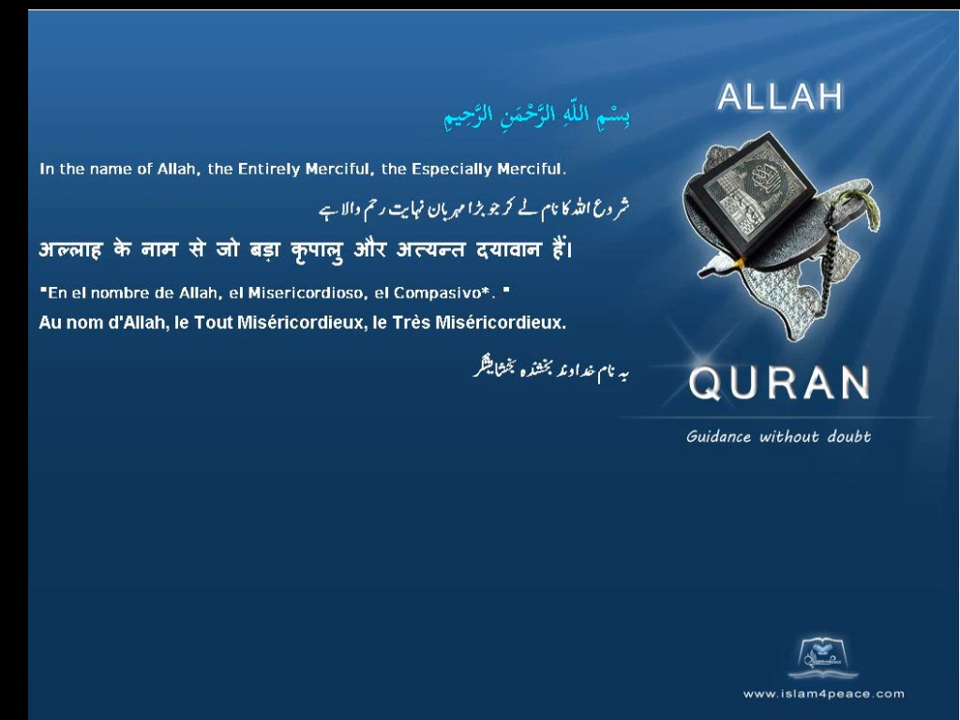 بِسْمِ اللَّهِ الرَّحْمَنِ الرَّحِيمِ
In the name of Allah, the Entirely Merciful, the Especially Merciful.
شروع اللہ کا نام لے کر جو بڑا مہربان نہایت رحم والا ہے
अल्लाह के नाम से जो बड़ा कृपालु और अत्यन्त दयावान हैं।
"En el nombre de Allah, el Misericordioso, el Compasivo*. "
Au nom d'Allah, le Tout Miséricordieux, le Très Miséricordieux.
به نام خداوند بخشنده بخشایشگر
ALLAH
QURAN
Guidance without doubt
www.islam4peace.com